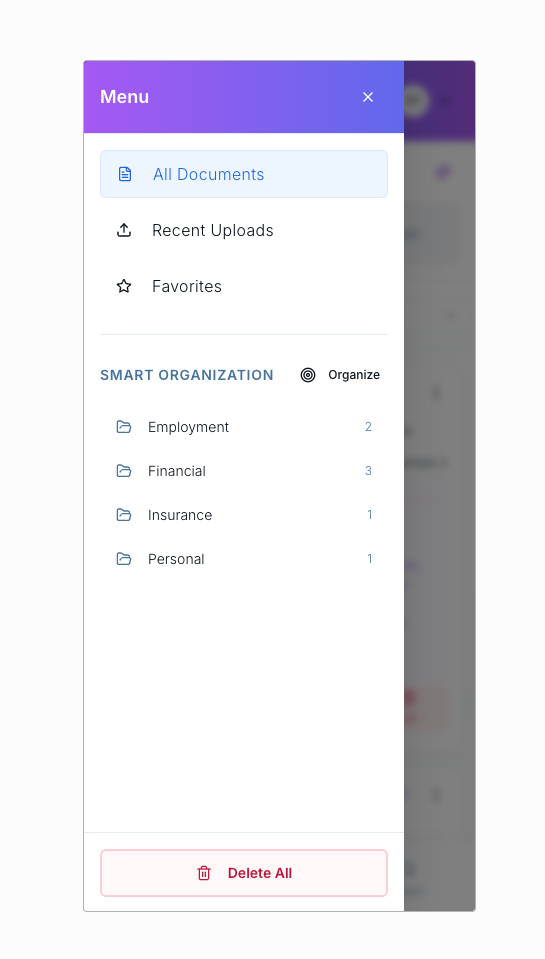 Menu
All Documents
Recent Uploads
Favorites
SMART ORGANIZATION Organize
Employment 2
Financial 3
Insurance 1
Personal 1
Delete All